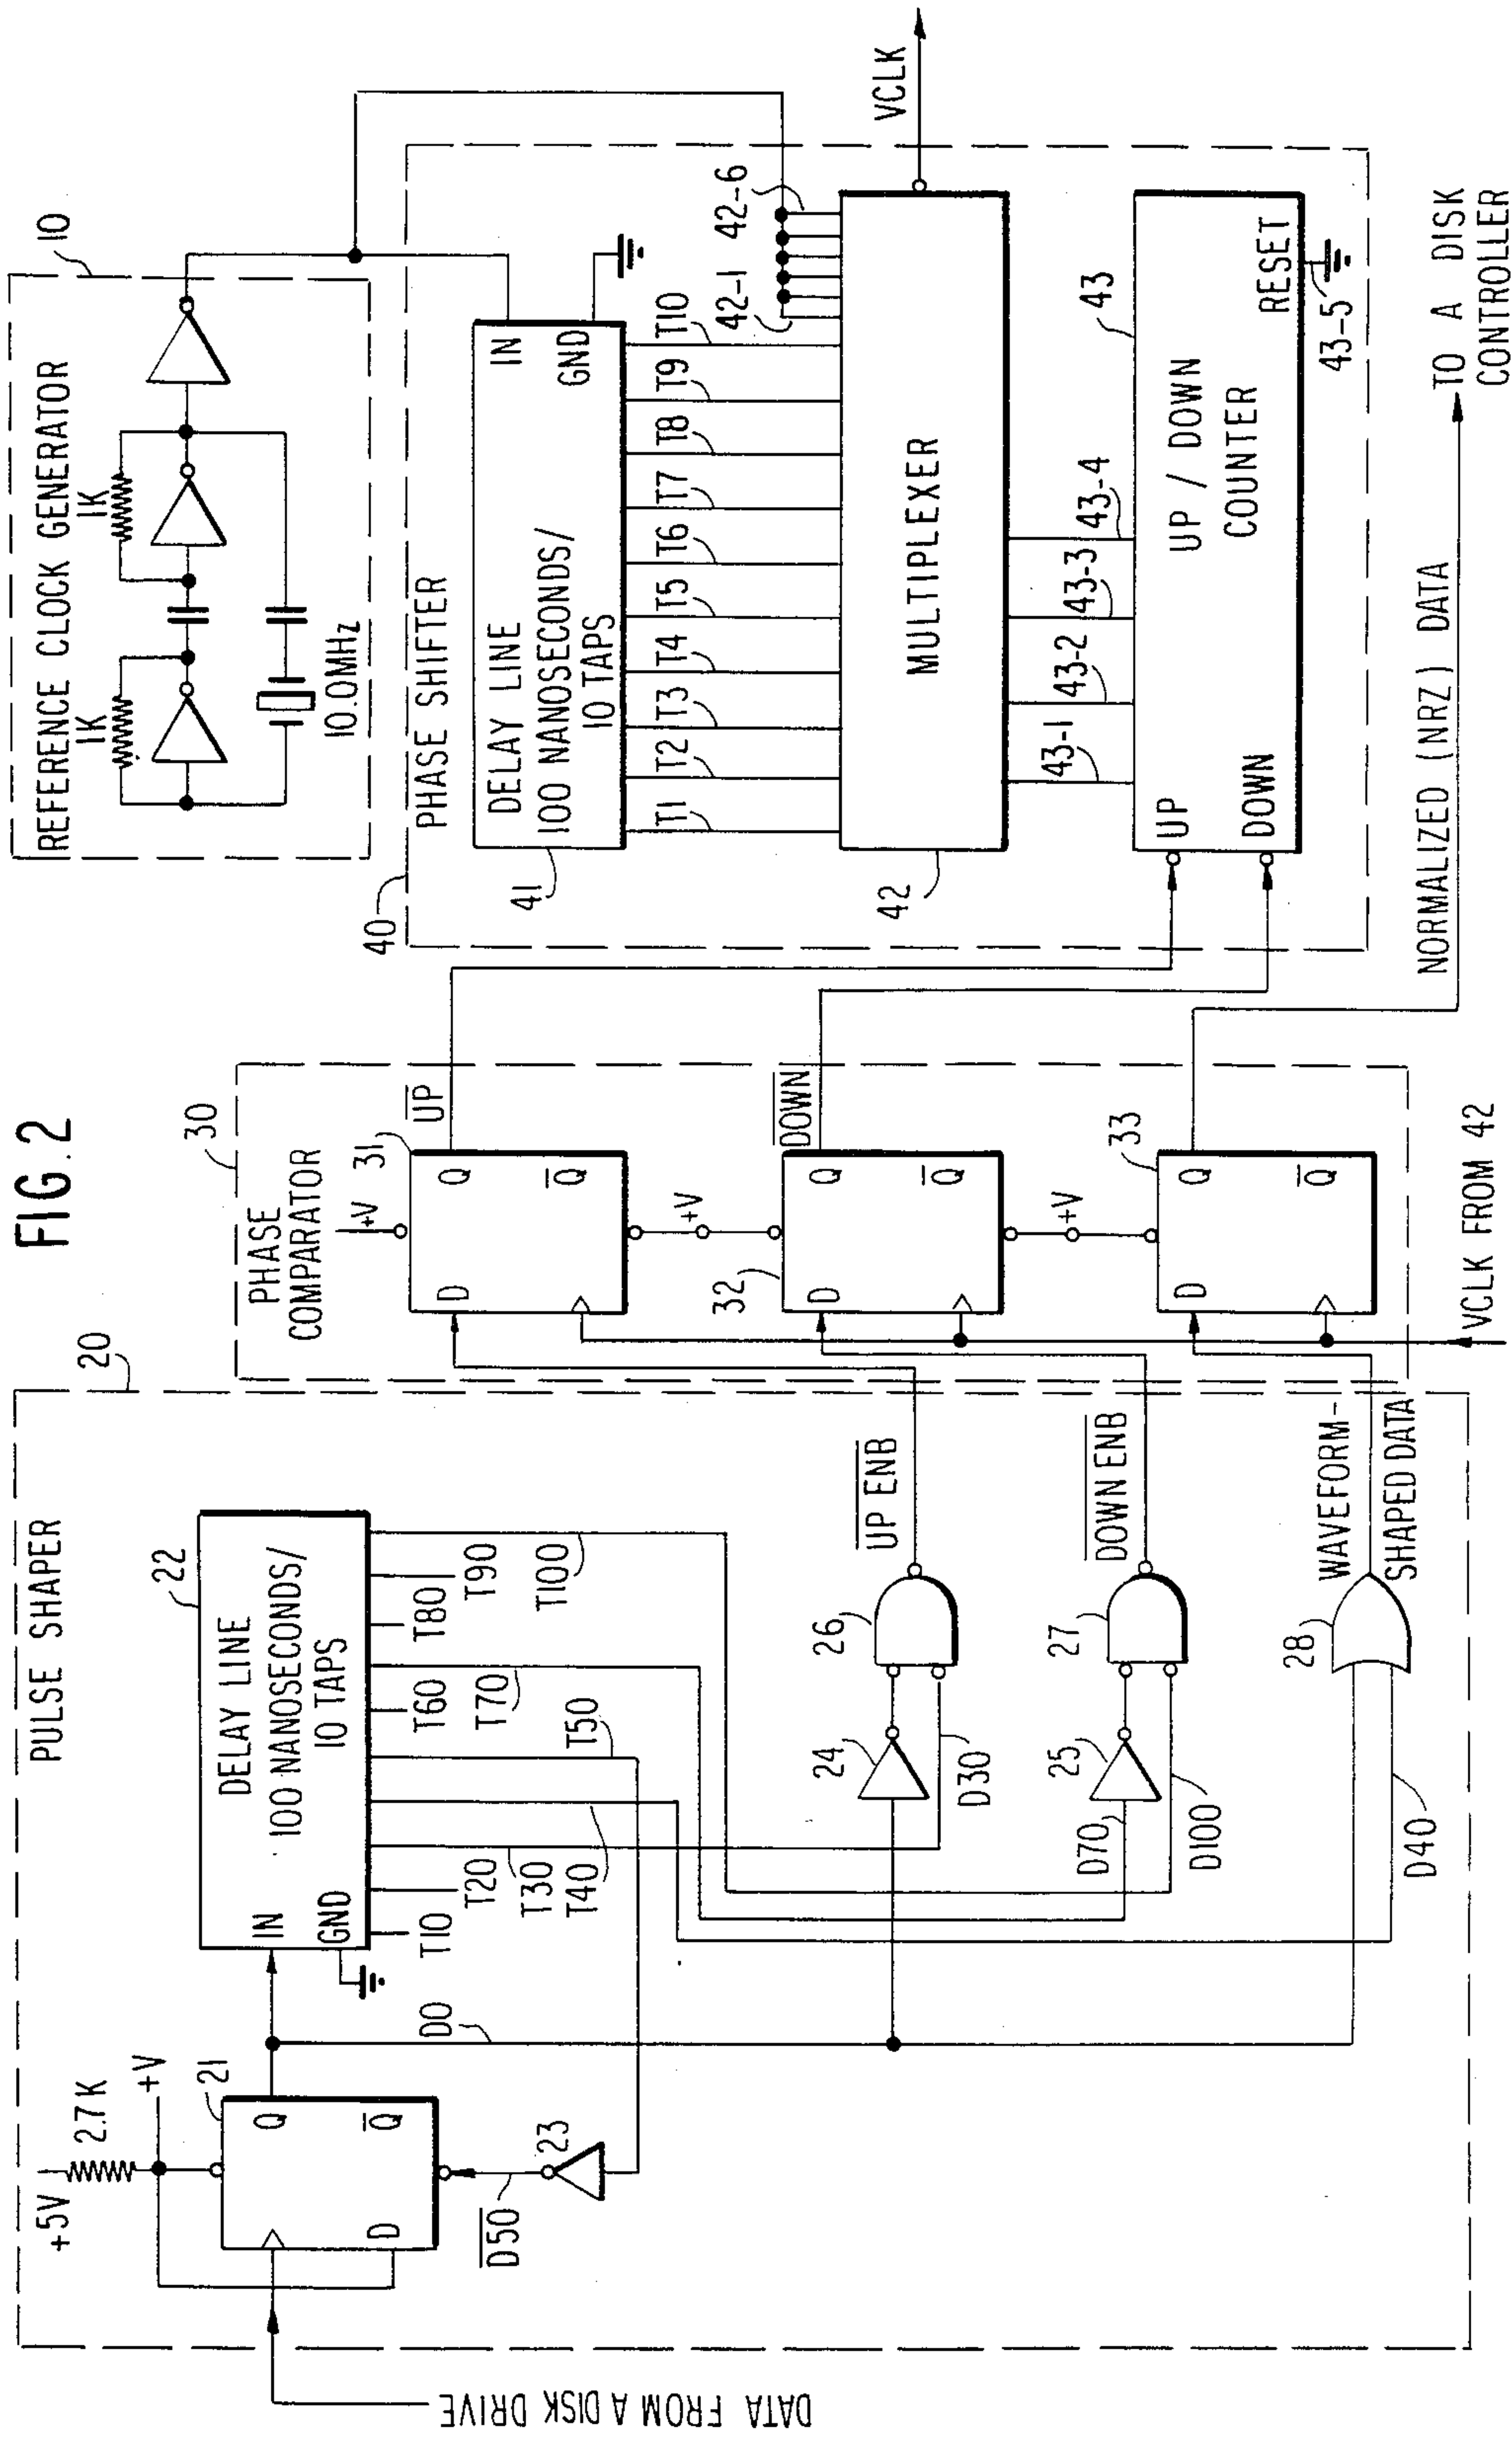 FIG. 2
PULSE SHAPER
20
+5V
2.7 K
+V
21
Q
Q
D
DATA FROM A DISK DRIVE
D50
23
D0
22
DELAY LINE
100 NANOSECONDS/
10 TAPS
IN
GND
T10
T20
T30
T40
T50
T60
T70
T80
T90
T100
24
D30
26
UP ENB
D70
25
D100
27
DOWN ENB
D40
28
WAVEFORM-
SHAPED DATA
30
PHASE
COMPARATOR
+V
31
D
Q
Q
UP
+V
32
D
Q
Q
DOWN
+V
33
D
Q
Q
VCLK FROM 42
10
REFERENCE CLOCK GENERATOR
1K
1K
10.0MHz
40
PHASE SHIFTER
41
DELAY LINE
100 NANOSECONDS/
10 TAPS
IN
GND
T1
T2
T3
T4
T5
T6
T7
T8
T9
T10
42-1
42-6
42
MULTIPLEXER
VCLK
43-1
43-2
43-3
43-4
43
UP
DOWN
UP / DOWN
COUNTER
RESET
43-5
NORMALIZED (NRZ) DATA
TO A DISK
CONTROLLER